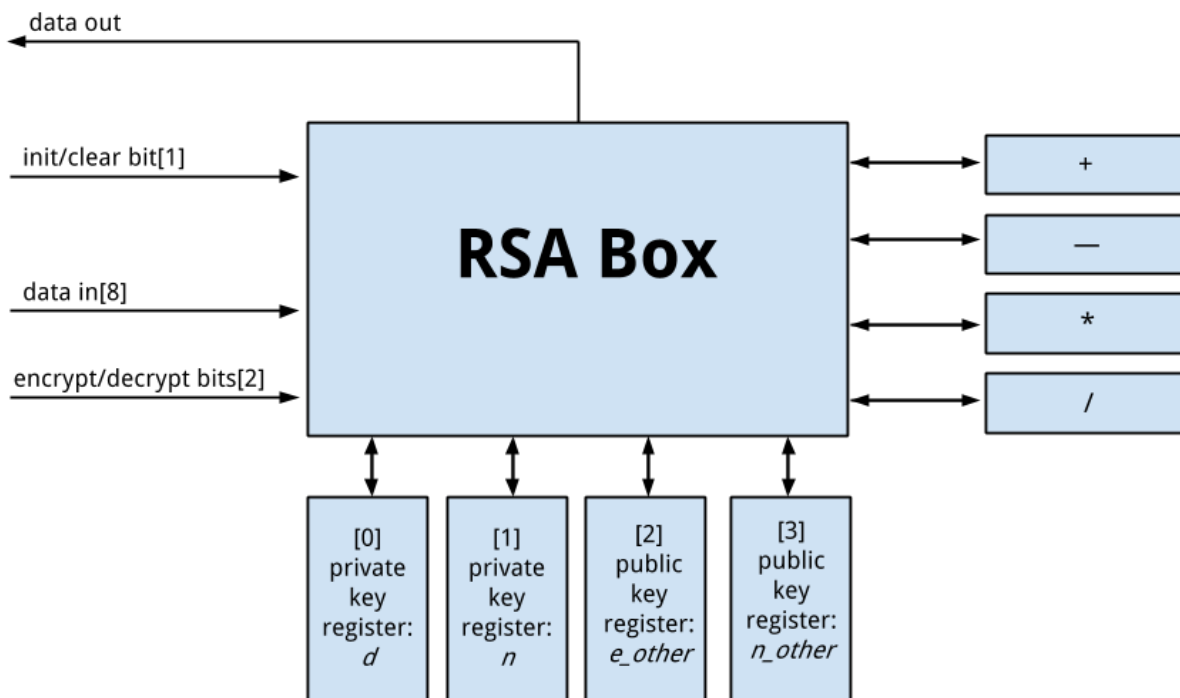 data out
init/clear bit[1]
data in[8]
encrypt/decrypt bits[2]
RSA Box
+
—
*
/
[0]
private
key
register:
d
[1]
private
key
register:
n
[2]
public
key
register:
e_other
[3]
public
key
register:
n_other